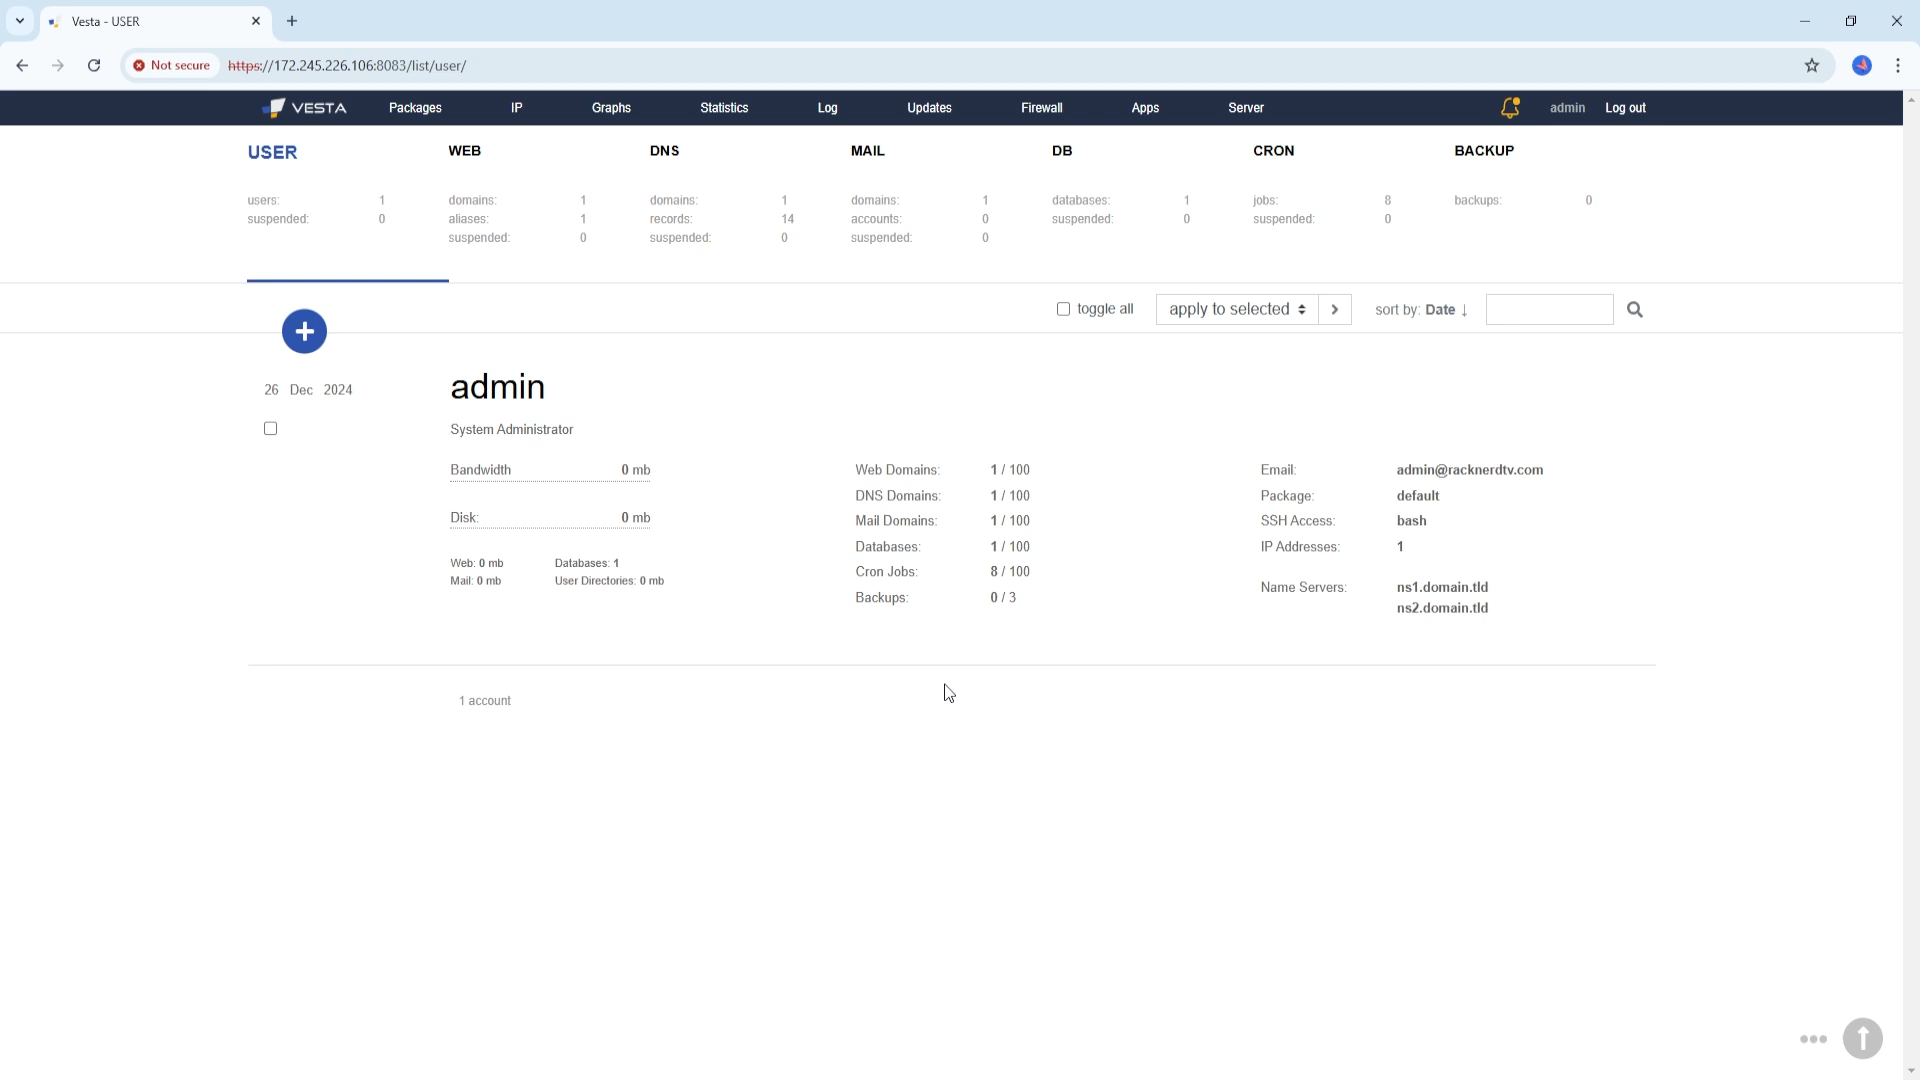 Vesta - USER
Not secure https://172.245.226.106:8083/list/user/
VESTA Packages IP Graphs Statistics Log Updates Firewall Apps Server admin Log out
USER WEB DNS MAIL DB CRON BACKUP
users: 1 domains: 1 domains: 1 domains: 1 databases: 1 jobs: 8 backups: 0
suspended: 0 aliases: 1 records: 14 accounts: 0 suspended: 0 suspended: 0
suspended: 0 suspended: 0 suspended: 0
toggle all apply to selected sort by: Date ↓
26 Dec 2024 admin
System Administrator
Bandwidth 0 mb Web Domains: 1 / 100 Email: admin@racknerdtv.com
DNS Domains: 1 / 100 Package: default
Disk: 0 mb Mail Domains: 1 / 100 SSH Access: bash
Databases: 1 / 100 IP Addresses: 1
Web: 0 mb Databases: 1 Cron Jobs: 8 / 100
Mail: 0 mb User Directories: 0 mb Backups: 0 / 3 Name Servers: ns1.domain.tld
ns2.domain.tld
1 account